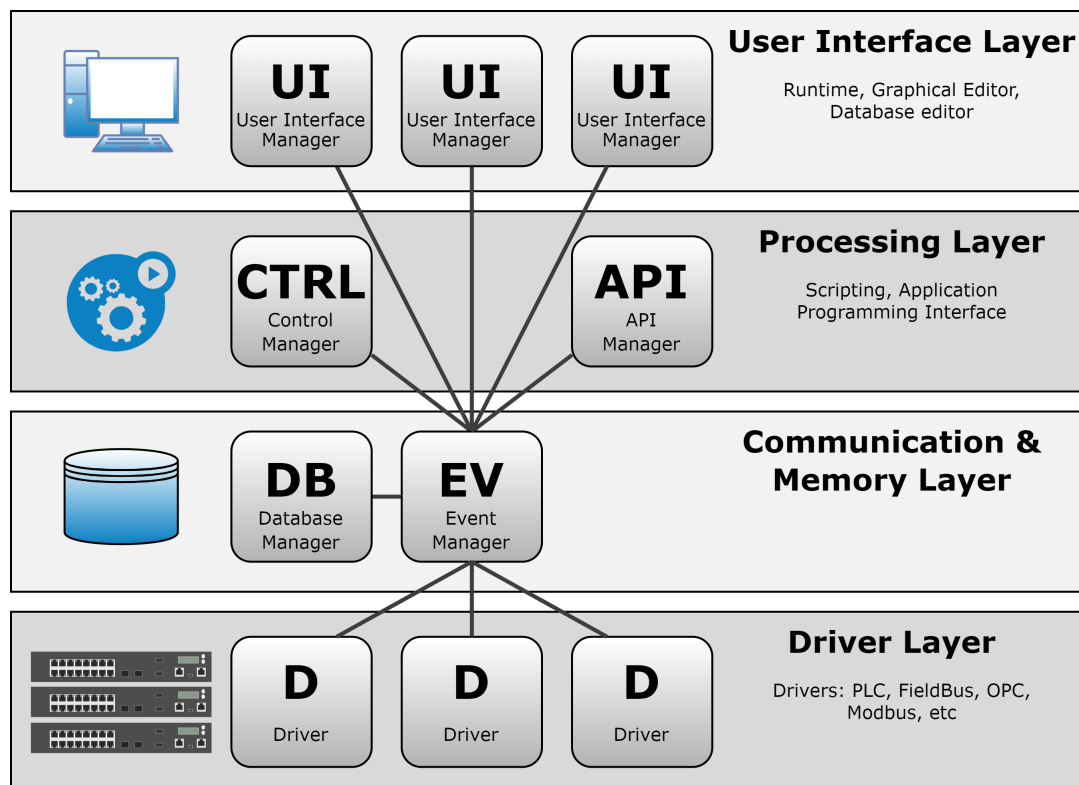 User Interface Layer
Runtime, Graphical Editor,
Database editor
UI
User Interface
Manager
UI
User Interface
Manager
UI
User Interface
Manager
Processing Layer
Scripting, Application
Programming Interface
CTRL
Control
Manager
API
API
Manager
Communication &
Memory Layer
DB
Database
Manager
EV
Event
Manager
Driver Layer
Drivers: PLC, FieldBus, OPC,
Modbus, etc
D
Driver
D
Driver
D
Driver